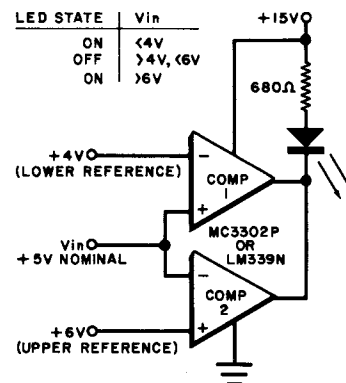 LED STATE Vin
ON <4V
OFF >4V, <6V
ON >6V
+15V
680Ω
+4V
(LOWER REFERENCE)
−
COMP
1
+
MC3302P
OR
LM339N
Vin
+5V NOMINAL
−
COMP
2
+
+6V
(UPPER REFERENCE)